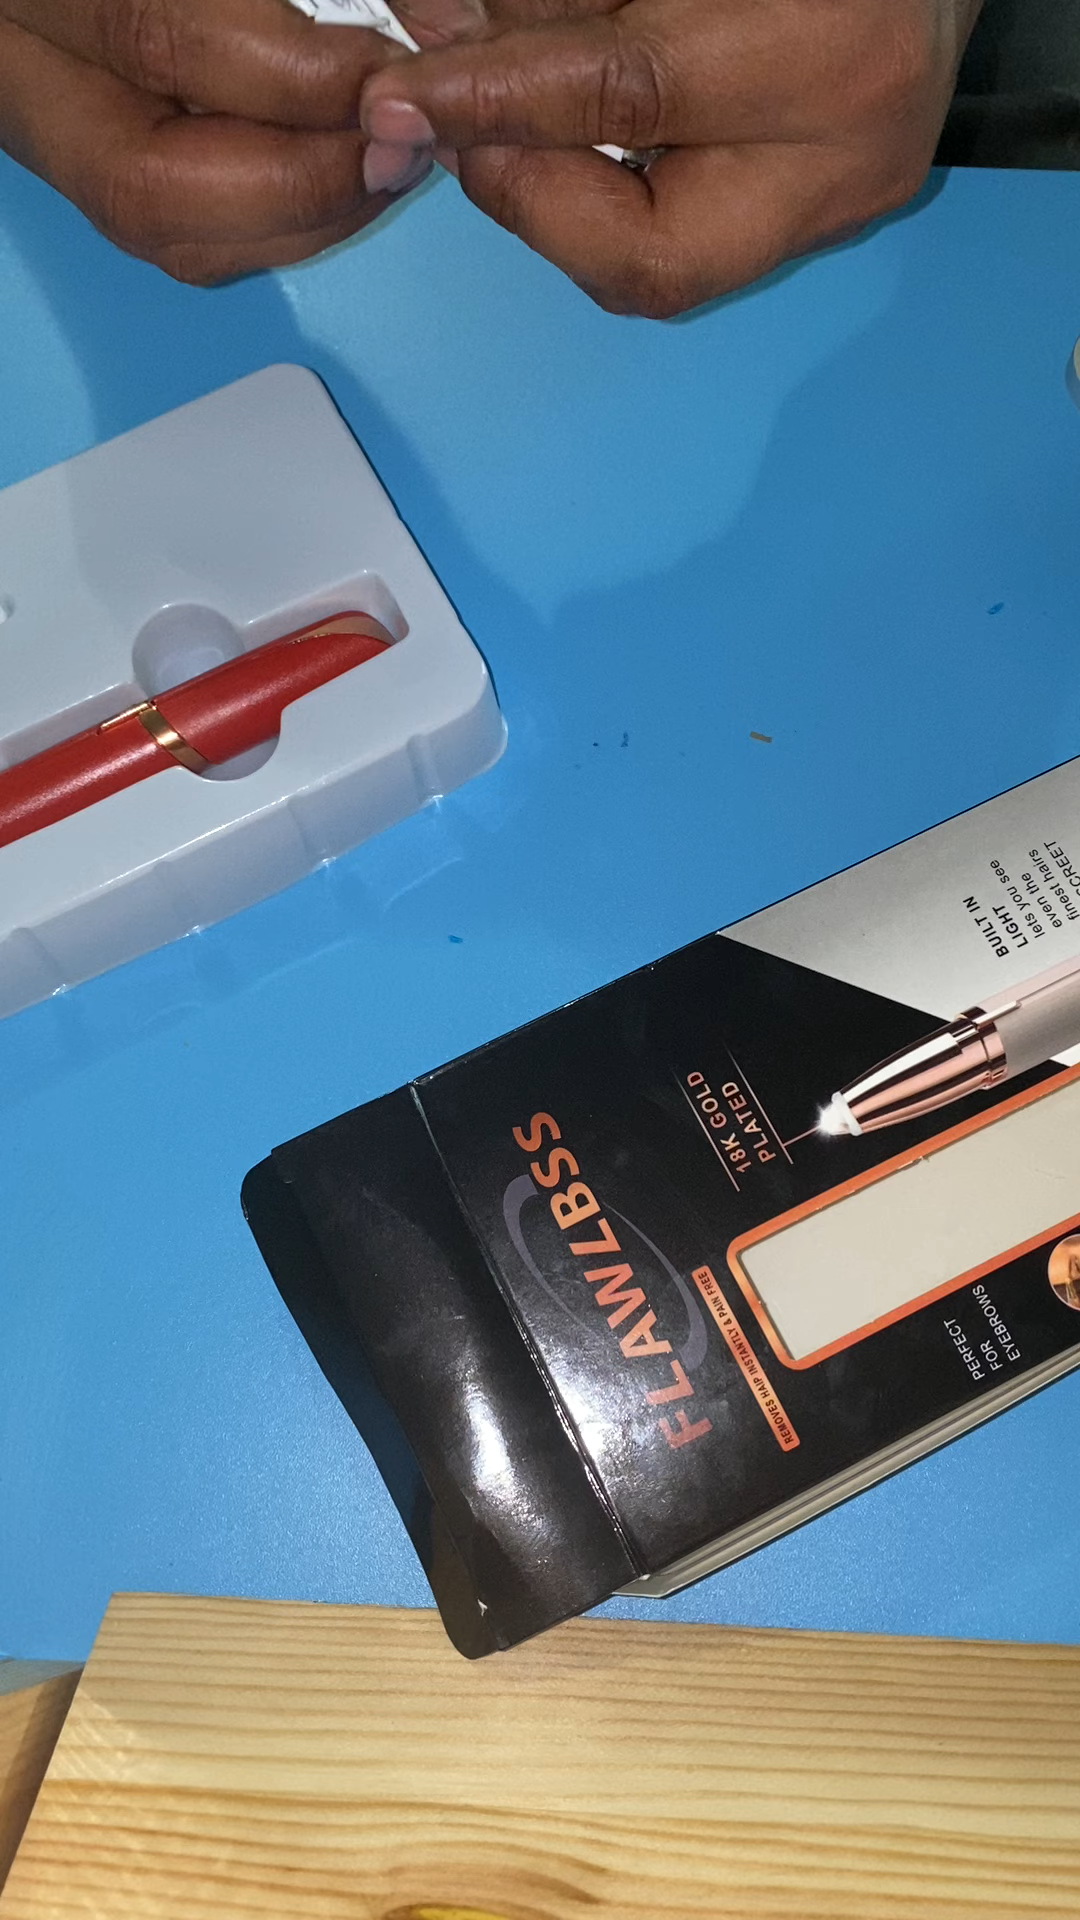 FLAWLBSS
REMOVES HAIR INSTANTLY & PAIN FREE
18K GOLD
PLATED
BUILT IN
LIGHT
lets you see
even the
finest hairs
PERFECT
FOR
EYEBROWS